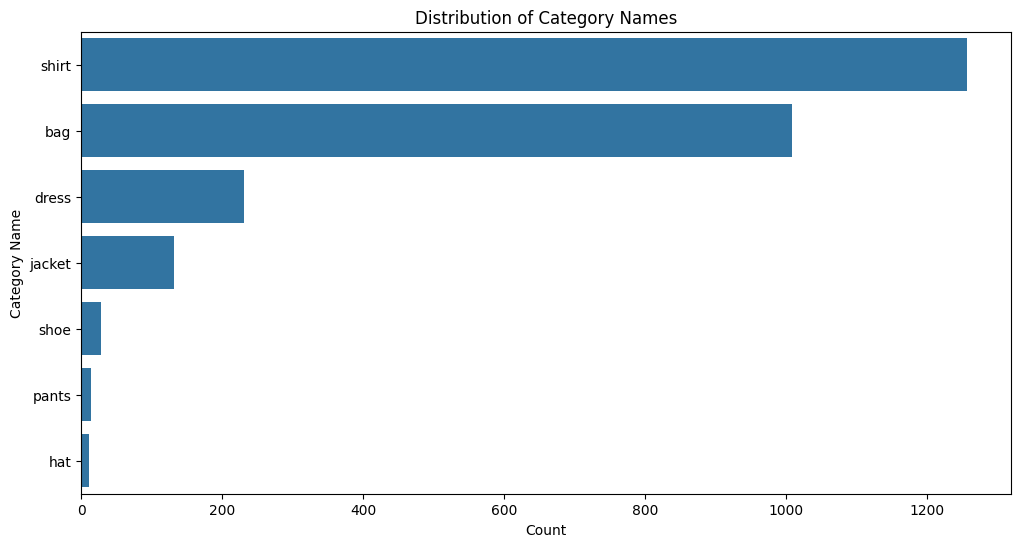 Distribution of Category Names
Category Name
shirt
bag
dress
jacket
shoe
pants
hat
0 200 400 600 800 1000 1200
Count